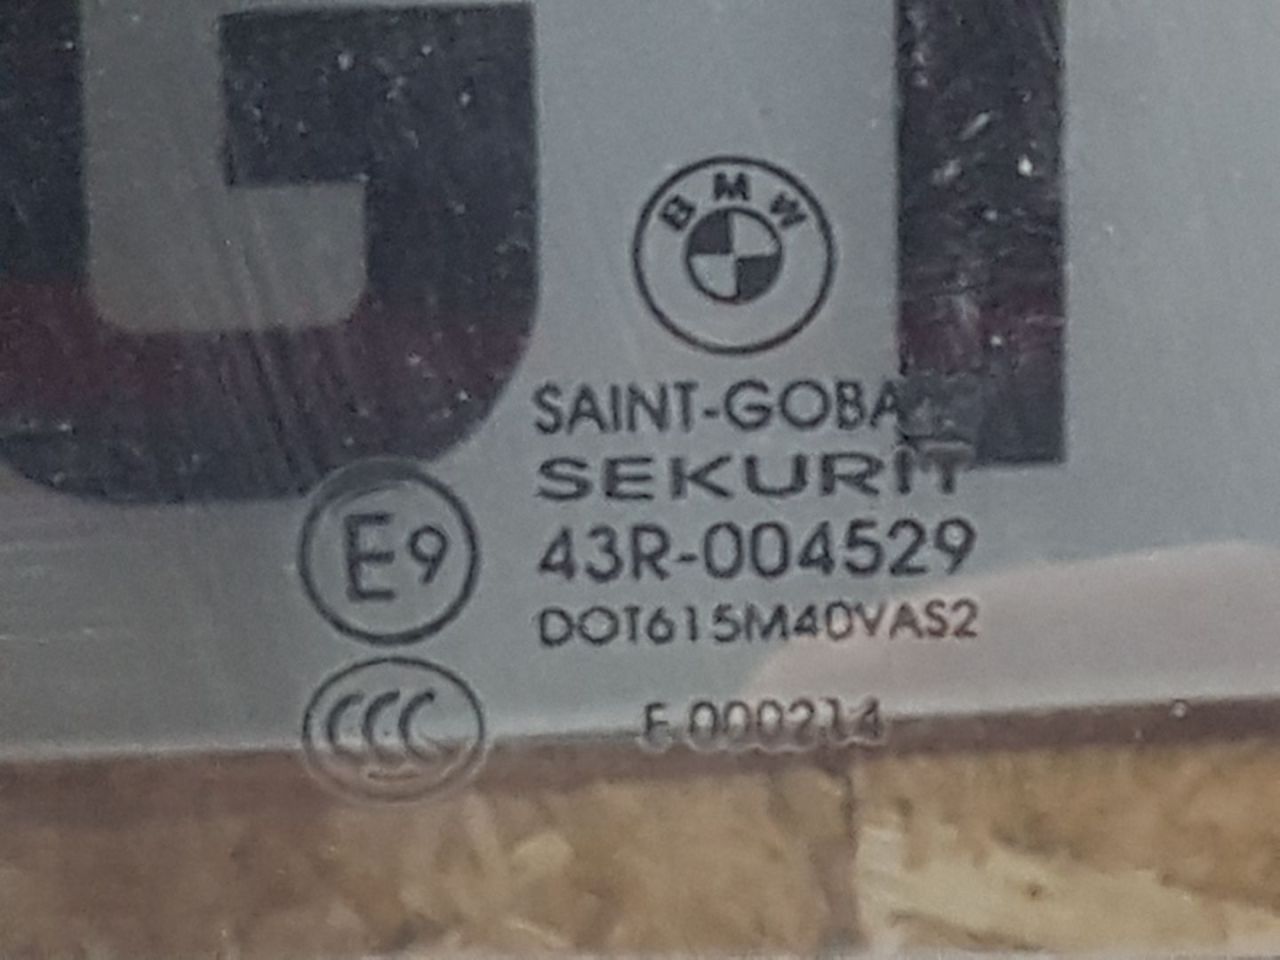 G
BMW
SAINT-GOBA
SEKURIT
E9
43R-004529
DOT615M40VAS2
CCC
E 000214